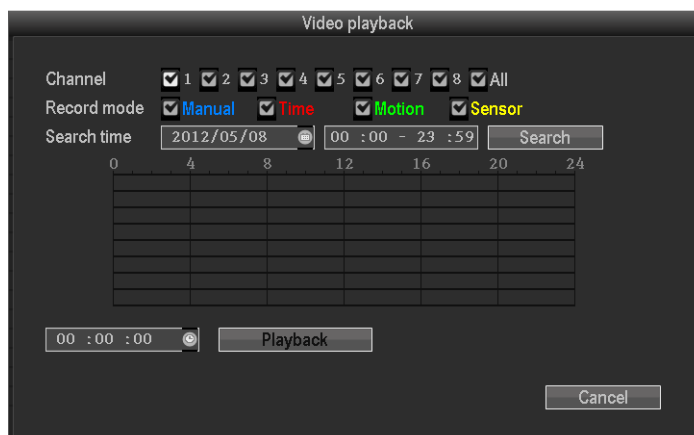 Video playback
Channel 1 2 3 4 5 6 7 8 All
Record mode Manual Time Motion Sensor
Search time 2012/05/08 00 :00 - 23 :59 Search
0 4 8 12 16 20 24
00 :00 :00 Playback
Cancel